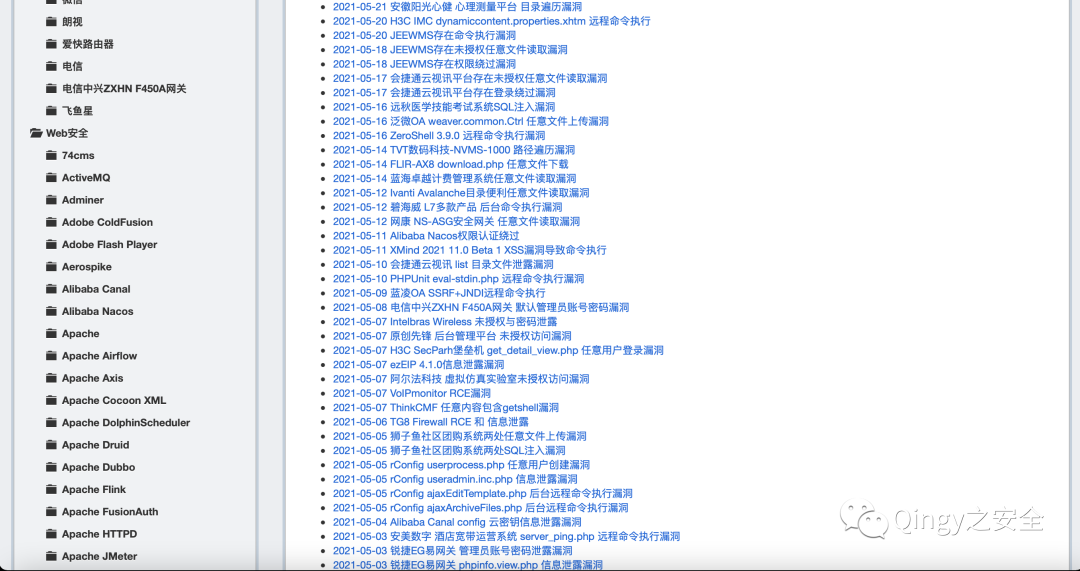 微信
朗视
爱快路由器
电信
电信中兴ZXHN F450A网关
飞鱼星
Web安全
74cms
ActiveMQ
Adminer
Adobe ColdFusion
Adobe Flash Player
Aerospike
Alibaba Canal
Alibaba Nacos
Apache
Apache Airflow
Apache Axis
Apache Cocoon XML
Apache DolphinScheduler
Apache Druid
Apache Dubbo
Apache Flink
Apache FusionAuth
Apache HTTPD
Apache JMeter
2021-05-21 安徽阳光心健 心理测量平台 目录遍历漏洞
2021-05-20 H3C IMC dynamiccontent.properties.xhtm 远程命令执行
2021-05-20 JEEWMS存在命令执行漏洞
2021-05-18 JEEWMS存在未授权任意文件读取漏洞
2021-05-18 JEEWMS存在权限绕过漏洞
2021-05-17 会捷通云视讯平台存在未授权任意文件读取漏洞
2021-05-17 会捷通云视讯平台存在登录绕过漏洞
2021-05-16 远秋医学技能考试系统SQL注入漏洞
2021-05-16 泛微OA weaver.common.Ctrl 任意文件上传漏洞
2021-05-16 ZeroShell 3.9.0 远程命令执行漏洞
2021-05-14 TVT数码科技-NVMS-1000 路径遍历漏洞
2021-05-14 FLIR-AX8 download.php 任意文件下载
2021-05-14 蓝海卓越计费管理系统任意文件读取漏洞
2021-05-12 Ivanti Avalanche目录便利任意文件读取漏洞
2021-05-12 碧海威 L7多款产品 后台命令执行漏洞
2021-05-12 网康 NS-ASG安全网关 任意文件读取漏洞
2021-05-11 Alibaba Nacos权限认证绕过
2021-05-11 XMind 2021 11.0 Beta 1 XSS漏洞导致命令执行
2021-05-10 会捷通云视讯 list 目录文件泄露漏洞
2021-05-10 PHPUnit eval-stdin.php 远程命令执行漏洞
2021-05-09 蓝凌OA SSRF+JNDI远程命令执行
2021-05-08 电信中兴ZXHN F450A网关 默认管理员账号密码漏洞
2021-05-07 Intelbras Wireless 未授权与密码泄露
2021-05-07 原创先锋 后台管理平台 未授权访问漏洞
2021-05-07 H3C SecParh堡垒机 get_detail_view.php 任意用户登录漏洞
2021-05-07 ezEIP 4.1.0信息泄露漏洞
2021-05-07 阿尔法科技 虚拟仿真实验室未授权访问漏洞
2021-05-07 VoIPmonitor RCE漏洞
2021-05-07 ThinkCMF 任意内容包含getshell漏洞
2021-05-06 TG8 Firewall RCE 和 信息泄露
2021-05-05 狮子鱼社区团购系统两处任意文件上传漏洞
2021-05-05 狮子鱼社区团购系统两处SQL注入漏洞
2021-05-05 rConfig userprocess.php 任意用户创建漏洞
2021-05-05 rConfig useradmin.inc.php 信息泄露漏洞
2021-05-05 rConfig ajaxEditTemplate.php 后台远程命令执行漏洞
2021-05-05 rConfig ajaxArchiveFiles.php 后台远程命令执行漏洞
2021-05-04 Alibaba Canal config 云密钥信息泄露漏洞
2021-05-03 安美数字 酒店宽带运营系统 server_ping.php 远程命令执行漏洞
2021-05-03 锐捷EG易网关 管理员账号密码泄露漏洞
2021-05-03 锐捷EG易网关 phpinfo.view.php 信息泄露漏洞
Qingy之安全